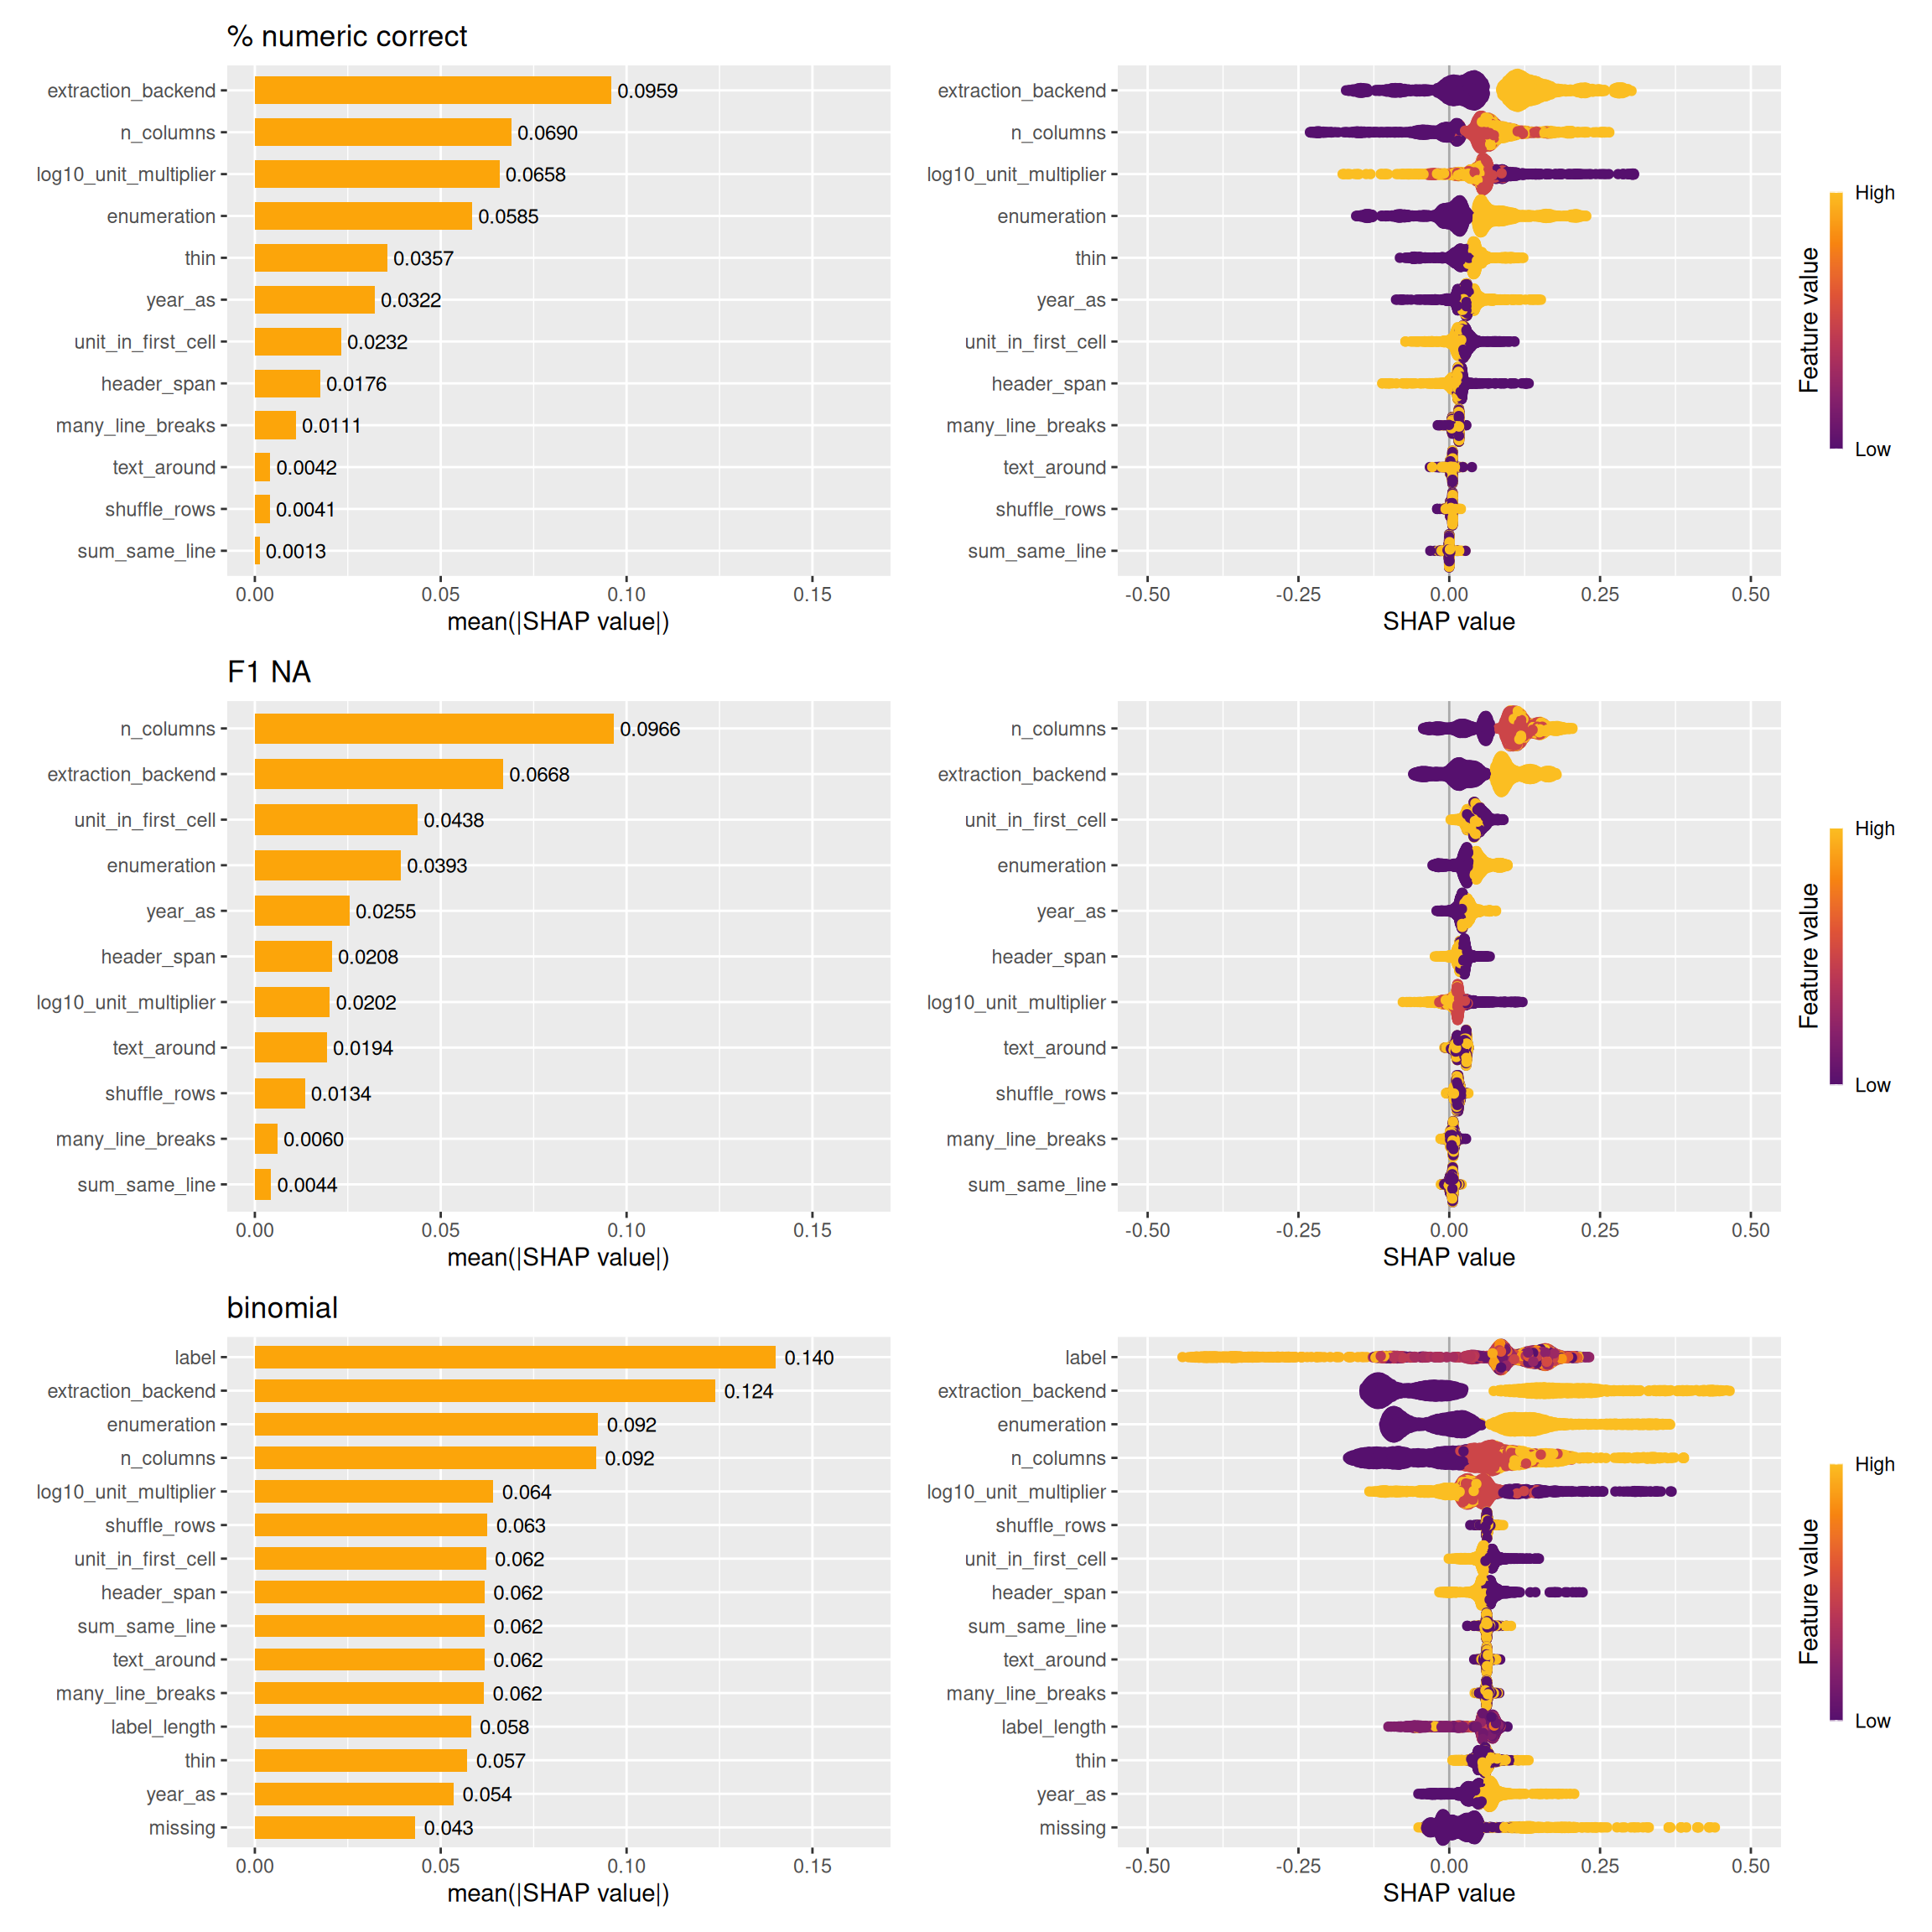 % numeric correct
extraction_backend 0.0959
n_columns 0.0690
log10_unit_multiplier 0.0658
enumeration 0.0585
thin 0.0357
year_as 0.0322
unit_in_first_cell 0.0232
header_span 0.0176
many_line_breaks 0.0111
text_around 0.0042
shuffle_rows 0.0041
sum_same_line 0.0013
0.00 0.05 0.10 0.15
mean(|SHAP value|)
extraction_backend
n_columns
log10_unit_multiplier
enumeration
thin
year_as
unit_in_first_cell
header_span
many_line_breaks
text_around
shuffle_rows
sum_same_line
-0.50 -0.25 0.00 0.25 0.50
SHAP value
Feature value
High
Low
F1 NA
n_columns 0.0966
extraction_backend 0.0668
unit_in_first_cell 0.0438
enumeration 0.0393
year_as 0.0255
header_span 0.0208
log10_unit_multiplier 0.0202
text_around 0.0194
shuffle_rows 0.0134
many_line_breaks 0.0060
sum_same_line 0.0044
0.00 0.05 0.10 0.15
mean(|SHAP value|)
n_columns
extraction_backend
unit_in_first_cell
enumeration
year_as
header_span
log10_unit_multiplier
text_around
shuffle_rows
many_line_breaks
sum_same_line
-0.50 -0.25 0.00 0.25 0.50
SHAP value
Feature value
High
Low
binomial
label 0.140
extraction_backend 0.124
enumeration 0.092
n_columns 0.092
log10_unit_multiplier 0.064
shuffle_rows 0.063
unit_in_first_cell 0.062
header_span 0.062
sum_same_line 0.062
text_around 0.062
many_line_breaks 0.062
label_length 0.058
thin 0.057
year_as 0.054
missing 0.043
0.00 0.05 0.10 0.15
mean(|SHAP value|)
label
extraction_backend
enumeration
n_columns
log10_unit_multiplier
shuffle_rows
unit_in_first_cell
header_span
sum_same_line
text_around
many_line_breaks
label_length
thin
year_as
missing
-0.50 -0.25 0.00 0.25 0.50
SHAP value
Feature value
High
Low